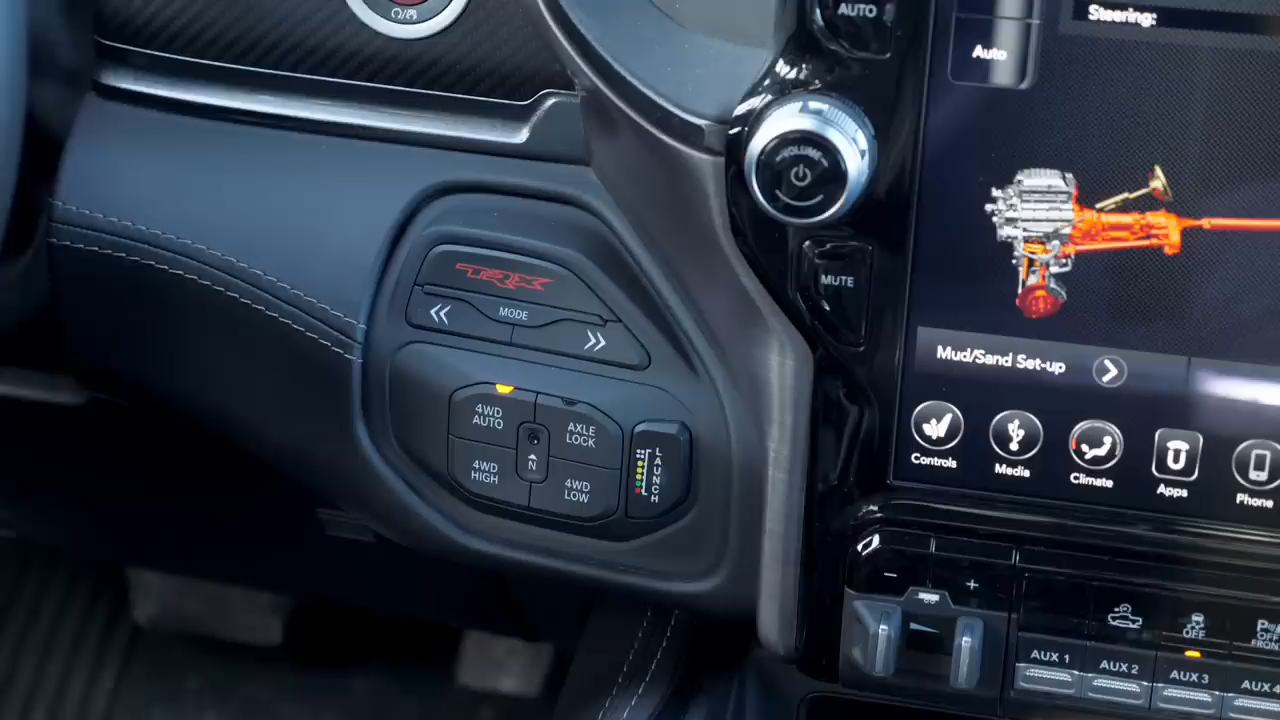 AUTO
Steering:
Auto
VOLUME
MUTE
TRX
MODE
4WD
AUTO
AXLE
LOCK
4WD
HIGH
N
4WD
LOW
LAUNCH
Mud/Sand Set-up
Controls
Media
Climate
Apps
Phone
- +
OFF
OFF
AUX 1
AUX 2
AUX 3
AUX 4